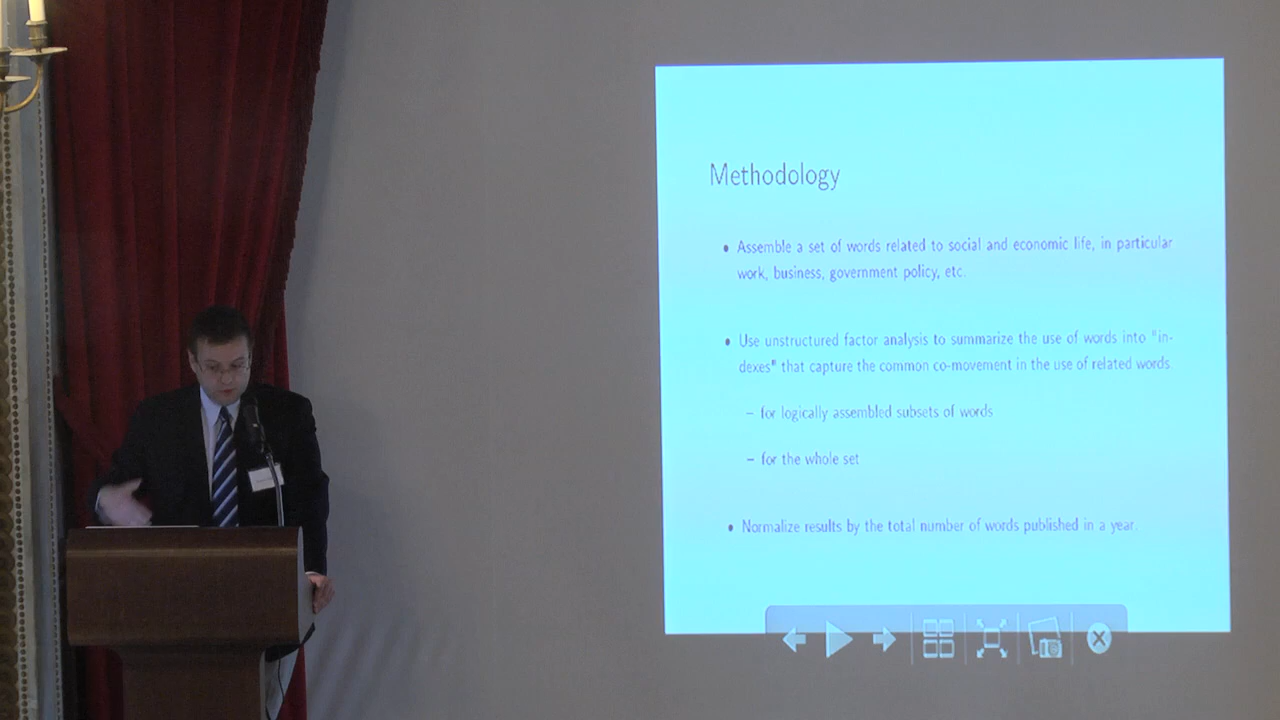 Methodology
• Assemble a set of words related to social and economic life, in particular
work, business, government policy, etc.
• Use unstructured factor analysis to summarize the use of words into "in-
dexes" that capture the common co-movement in the use of related words.
– for logically assembled subsets of words
– for the whole set
• Normalize results by the total number of words published in a year.